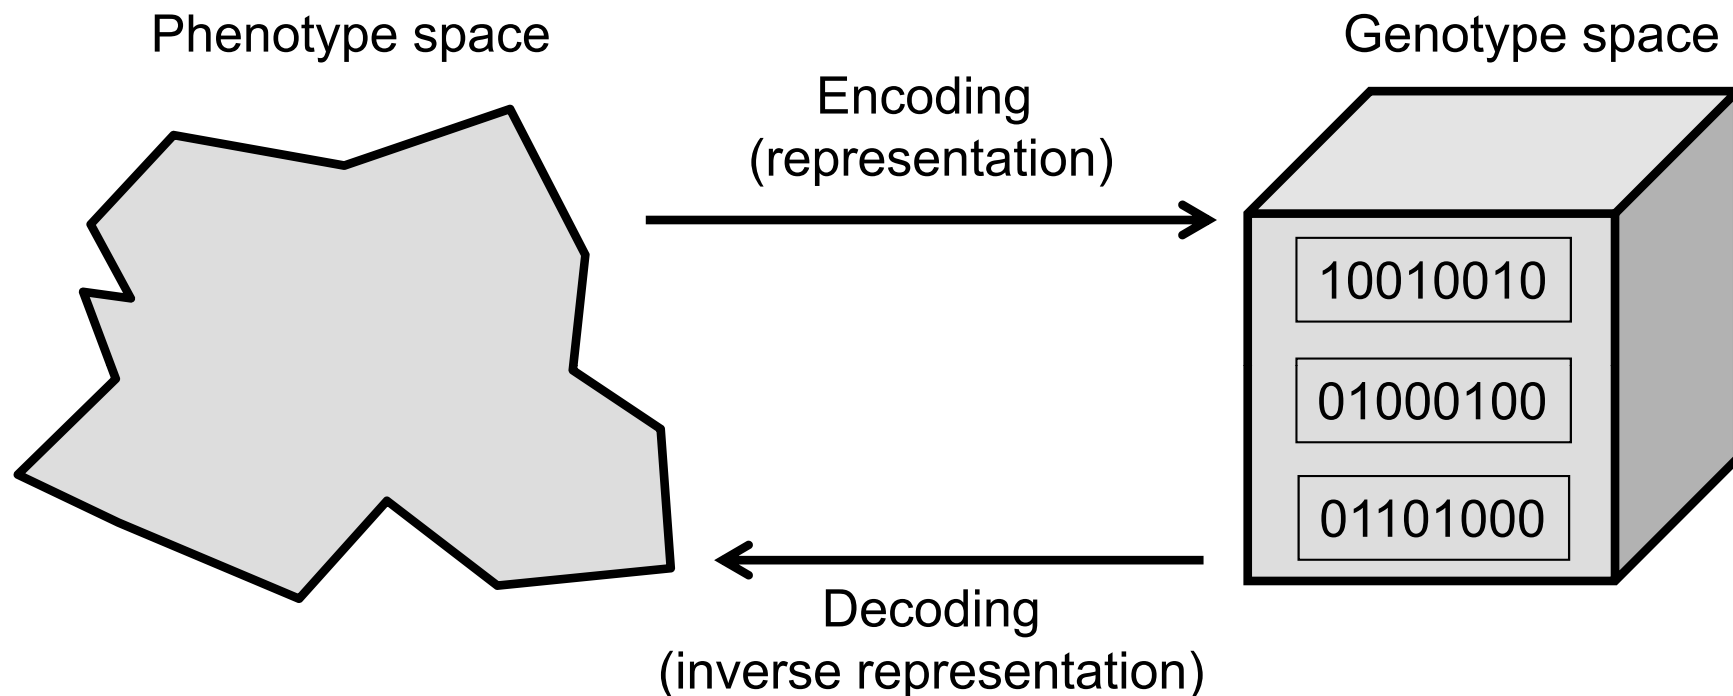 Phenotype space
Genotype space
Encoding
(representation)
10010010
01000100
01101000
Decoding
(inverse representation)